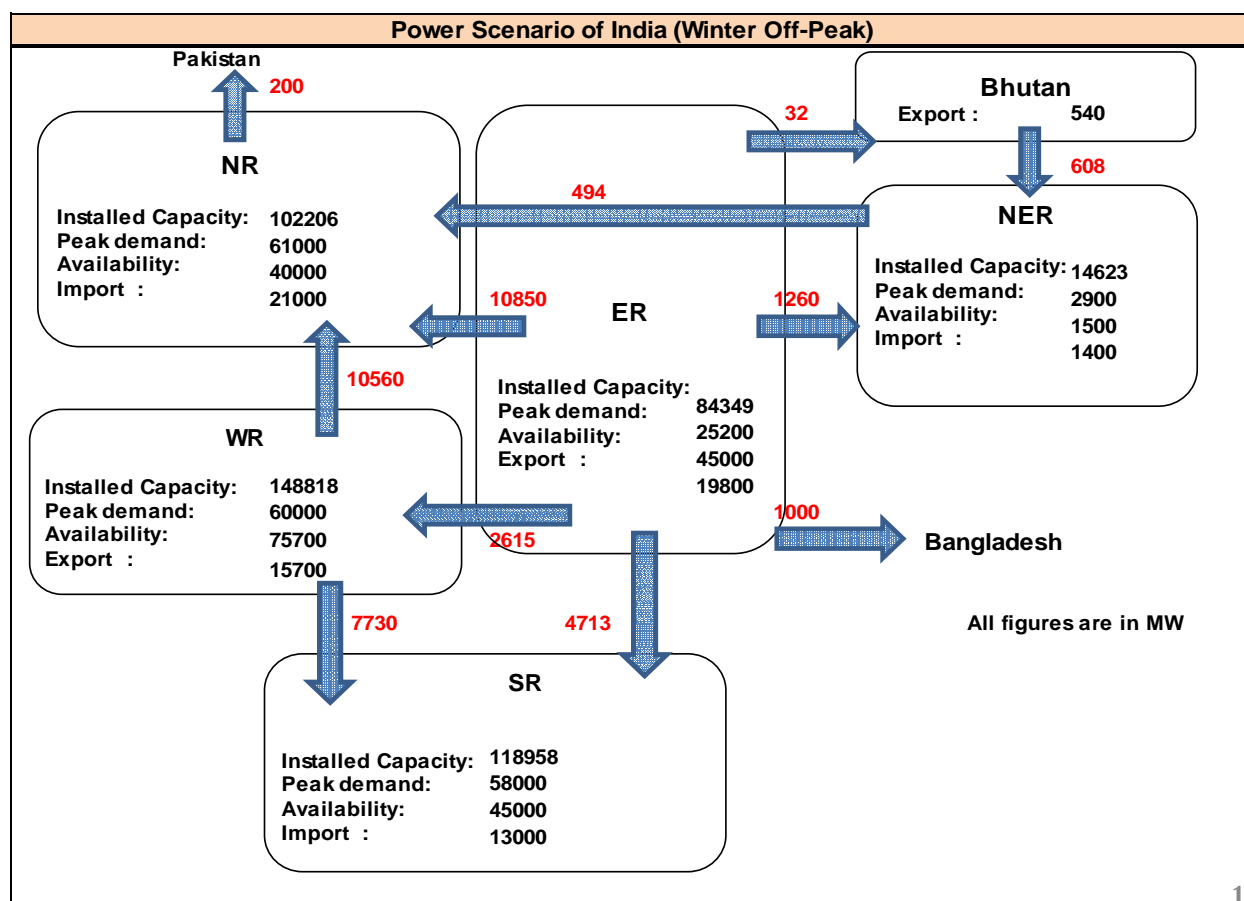 Power Scenario of India (Winter Off-Peak)
Pakistan
200
NR
Installed Capacity: 102206
Peak demand: 61000
Availability: 40000
Import : 21000
32
Bhutan
Export : 540
608
494
NER
Installed Capacity: 14623
Peak demand: 2900
Availability: 1500
Import : 1400
10850
ER
1260
Installed Capacity: 84349
Peak demand: 25200
Availability: 45000
Export : 19800
10560
WR
Installed Capacity: 148818
Peak demand: 60000
Availability: 75700
Export : 15700
2615
1000
Bangladesh
7730
4713
All figures are in MW
SR
Installed Capacity: 118958
Peak demand: 58000
Availability: 45000
Import : 13000
1